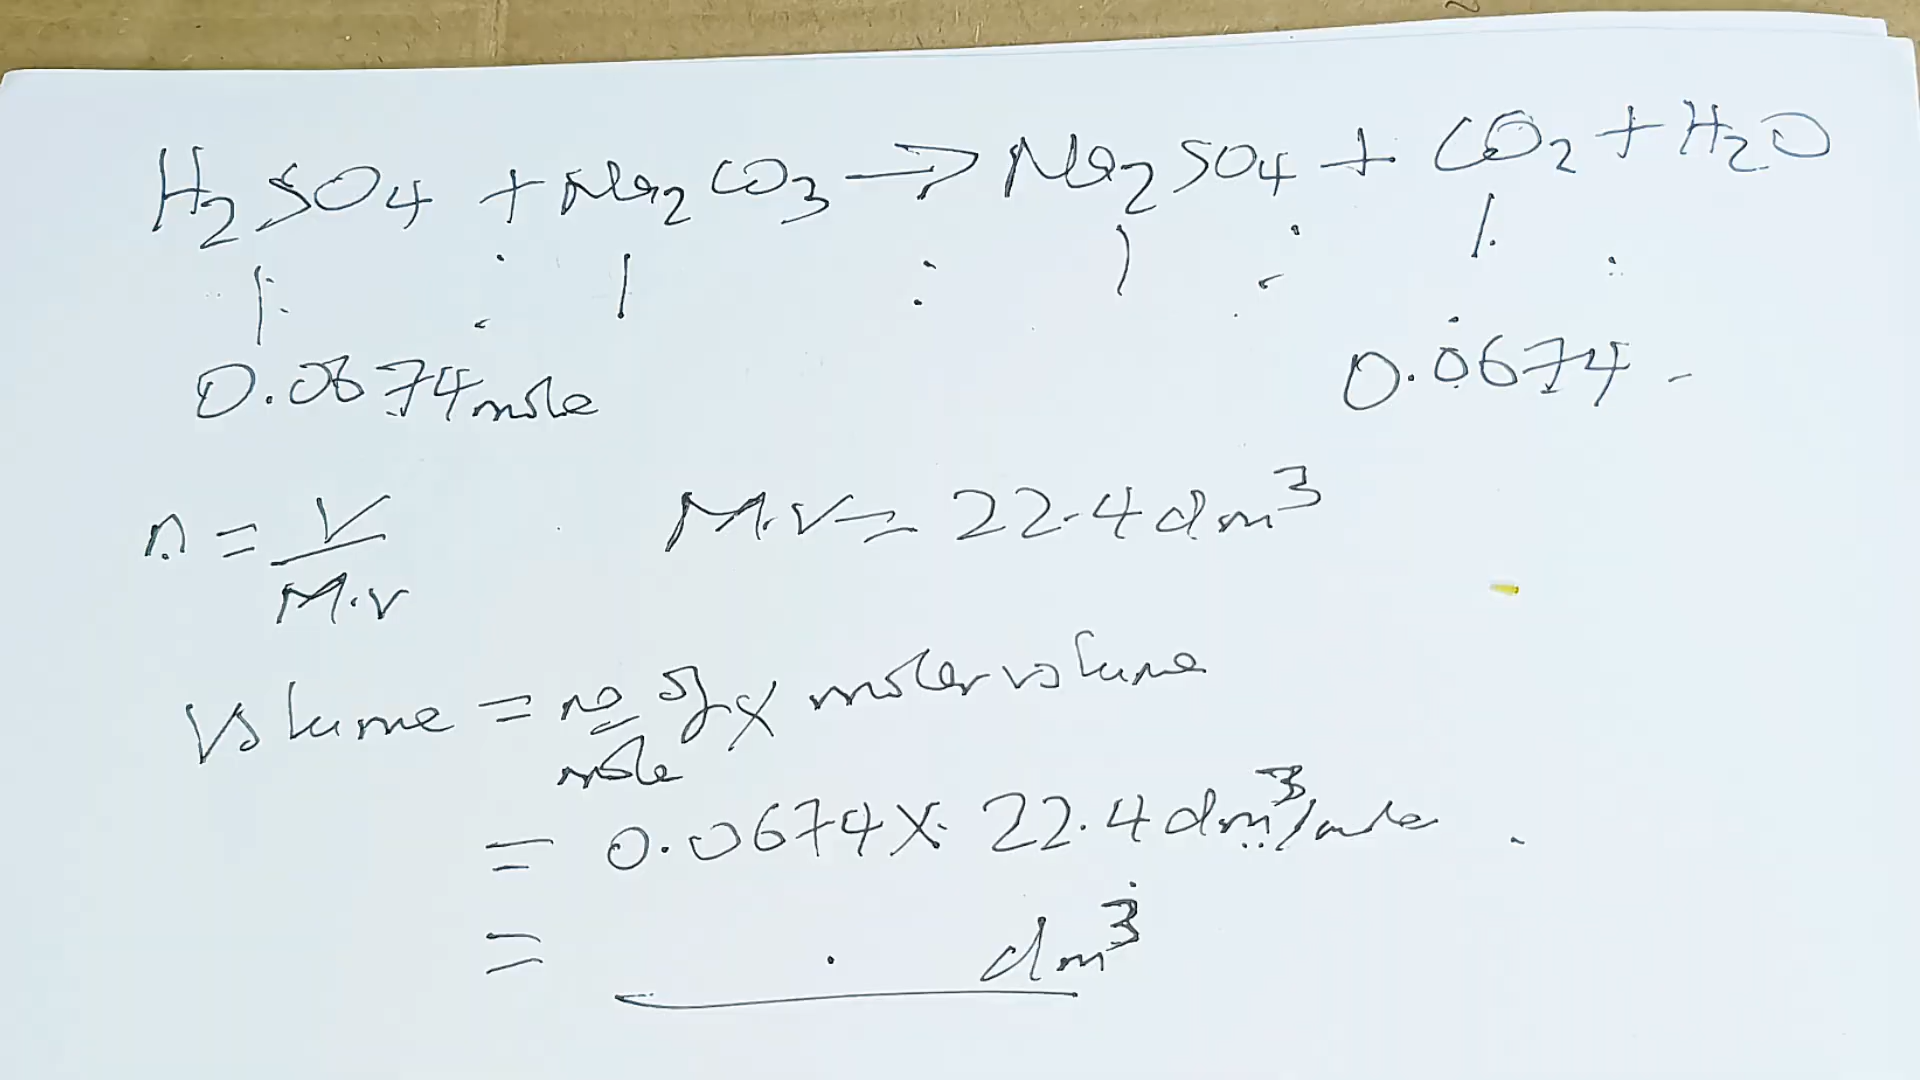 H₂SO₄ + Na₂CO₃ → Na₂SO₄ + CO₂ + H₂O
1 : 1 : 1 : 1 :
0.0674 mole 0.0674
n = V / M.V M.V = 22.4 dm³
Volume = no of mole x molar volume
= 0.0674 x 22.4 dm³/mole
= dm³